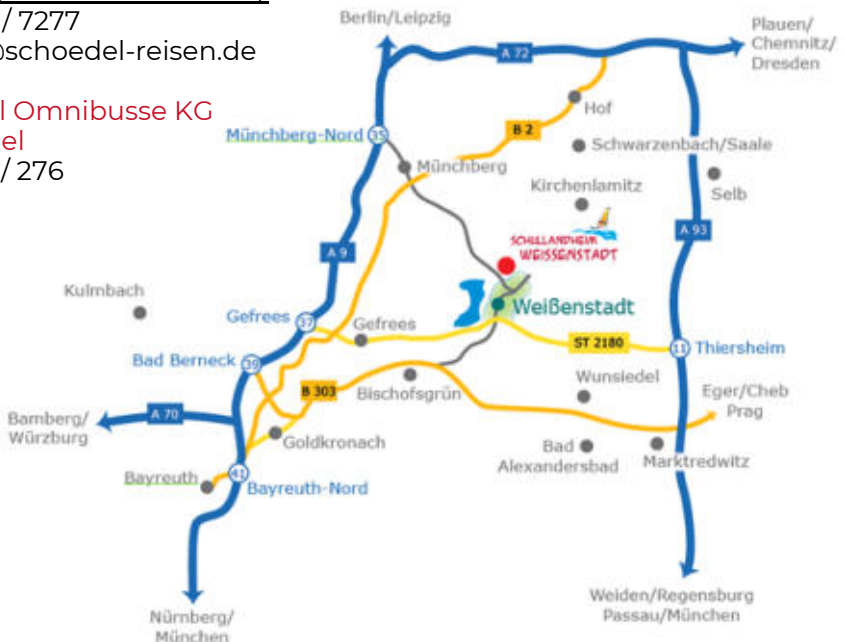 / 7277
@schoedel-reisen.de
l Omnibusse KG
el
/ 276
Berlin/Leipzig
Plauen/
Chemnitz/
Dresden
A 72
Hof
B 2
Münchberg-Nord 35
Schwarzenbach/Saale
Münchberg
Kirchenlamitz
Selb
A 93
SCHULLANDHEIM
WEISSENSTADT
A 9
Kulmbach
Weißenstadt
Gefrees 37
Gefrees
ST 2180
11 Thiersheim
Bad Berneck 39
Wunsiedel
B 303
Bischofsgrün
Eger/Cheb
Prag
A 70
Bamberg/
Würzburg
Goldkronach
Bad
Alexandersbad
Marktredwitz
Bayreuth
41
Bayreuth-Nord
Weiden/Regensburg
Passau/München
Nürnberg/
München